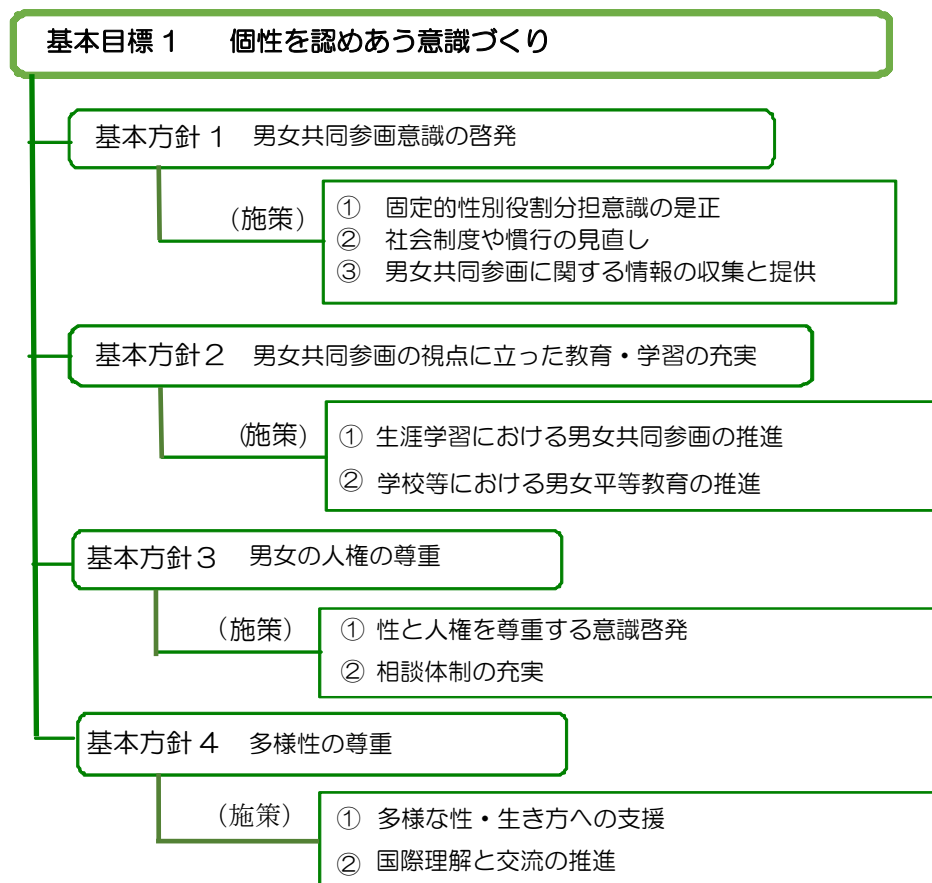 基本目標1　個性を認めあう意識づくり
基本方針1　男女共同参画意識の啓発
(施策)
①　固定的性別役割分担意識の是正
②　社会制度や慣行の見直し
③　男女共同参画に関する情報の収集と提供
基本方針2　男女共同参画の視点に立った教育・学習の充実
(施策)
① 生涯学習における男女共同参画の推進
② 学校等における男女平等教育の推進
基本方針3　男女の人権の尊重
（施策）
① 性と人権を尊重する意識啓発
② 相談体制の充実
基本方針4　多様性の尊重
（施策）
① 多様な性・生き方への支援
② 国際理解と交流の推進